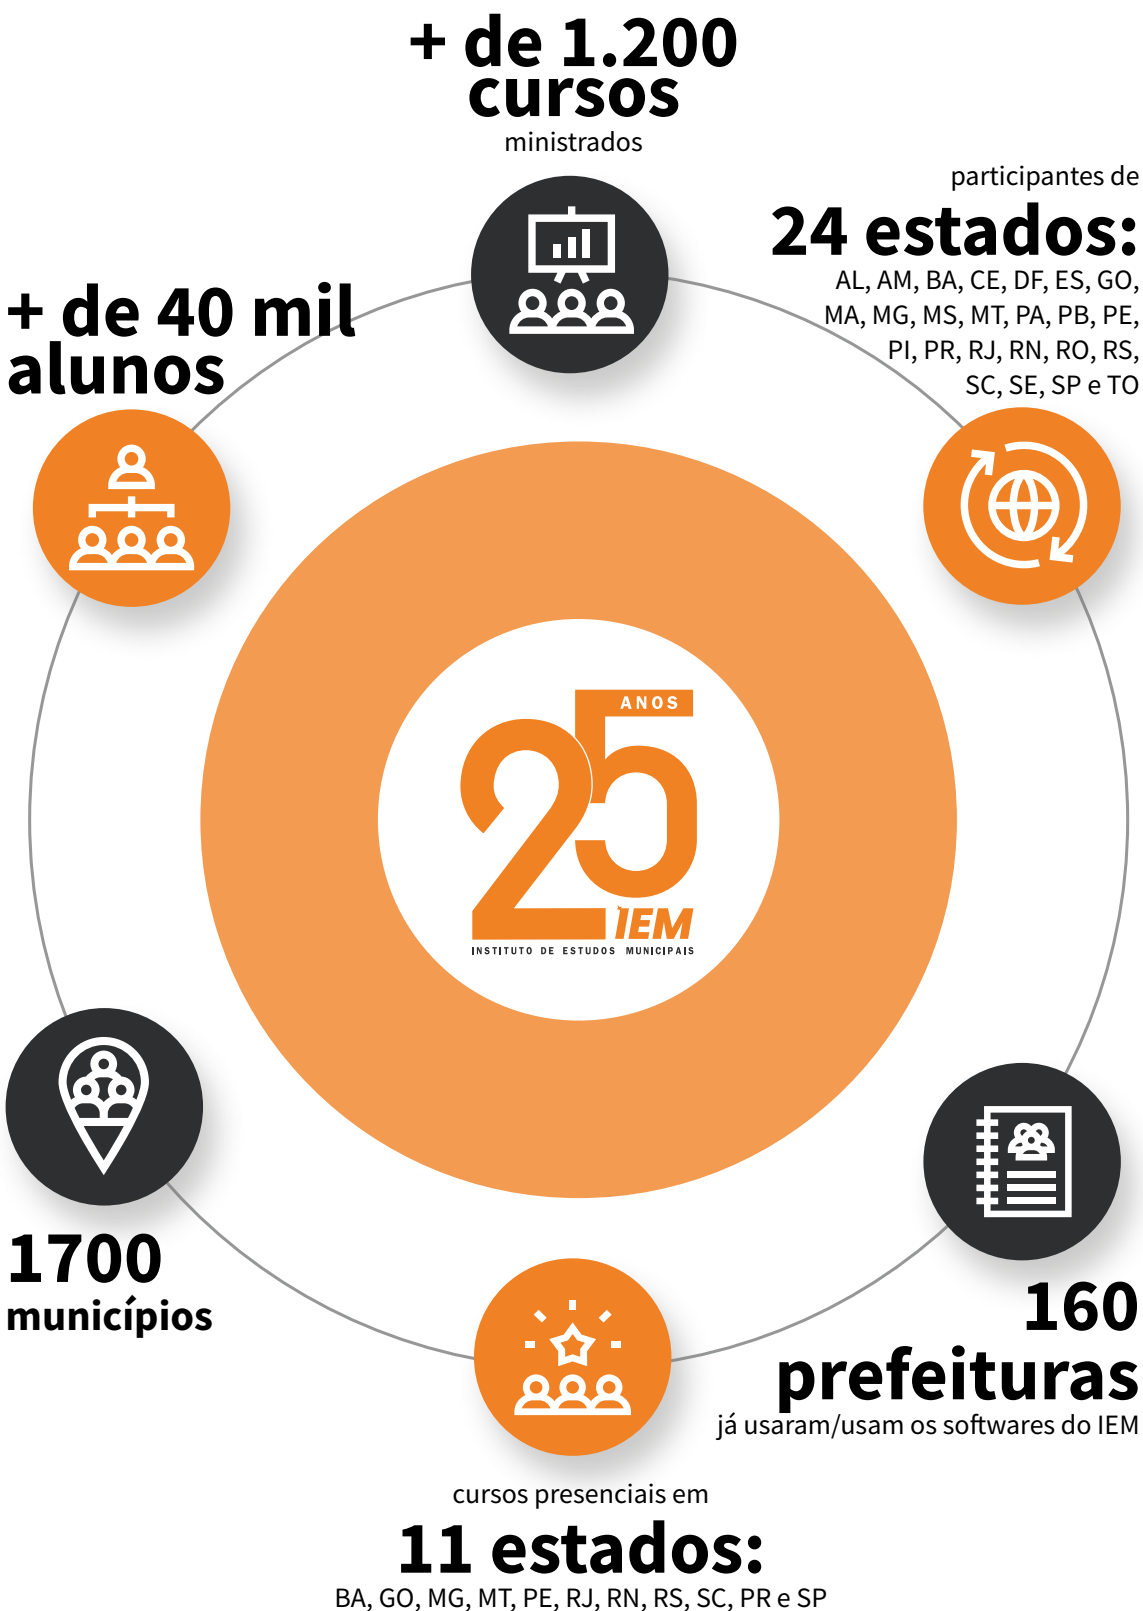 + de 1.200
cursos
ministrados
participantes de
24 estados:
AL, AM, BA, CE, DF, ES, GO,
MA, MG, MS, MT, PA, PB, PE,
PI, PR, RJ, RN, RO, RS,
SC, SE, SP e TO
+ de 40 mil
alunos
ANOS
25
IEM
INSTITUTO DE ESTUDOS MUNICIPAIS
1700
municípios
160
prefeituras
já usaram/usam os softwares do IEM
cursos presenciais em
11 estados:
BA, GO, MG, MT, PE, RJ, RN, RS, SC, PR e SP